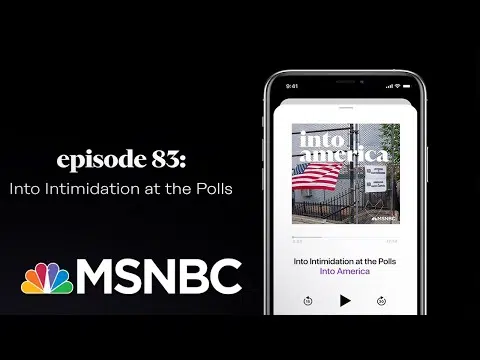 episode 83:
Into Intimidation at the Polls
MSNBC
9:41
into
america
MSNBC
Into Intimidation at the Polls
Into America